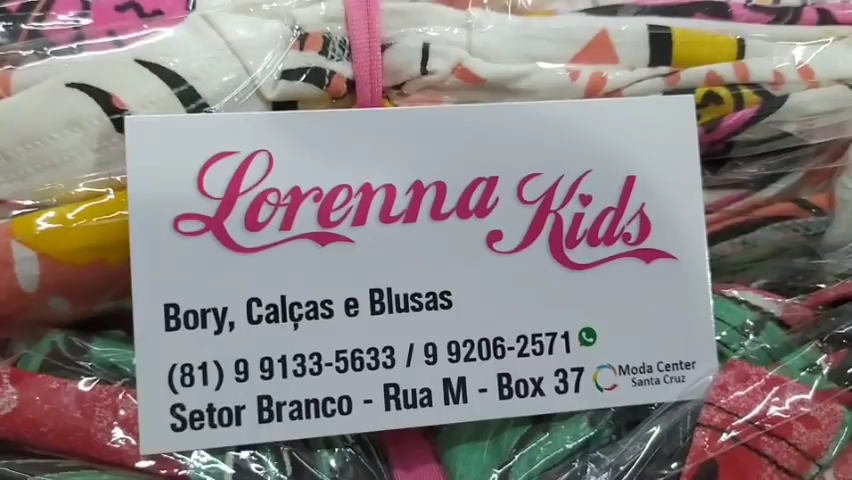 Lorenna Kids
Bory, Calças e Blusas
(81) 9 9133-5633 / 9 9206-2571
Setor Branco - Rua M - Box 37
Moda Center
Santa Cruz